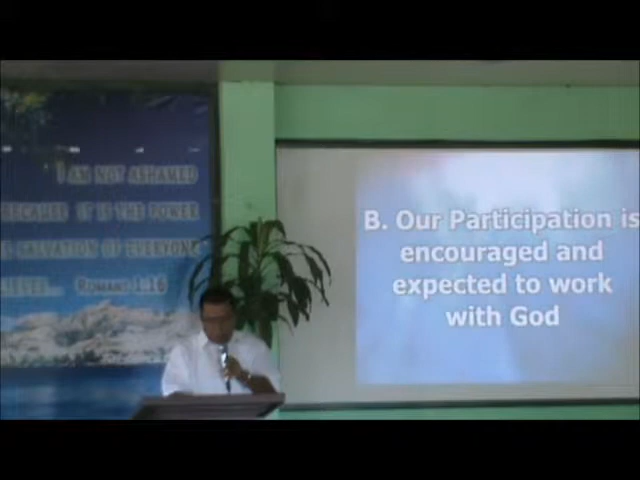 I AM NOT ASHAMED
BECAUSE IT IS THE POWER
SALVATION OF EVERYONE
ROMANS 1:16
B. Our Participation is
encouraged and
expected to work
with God